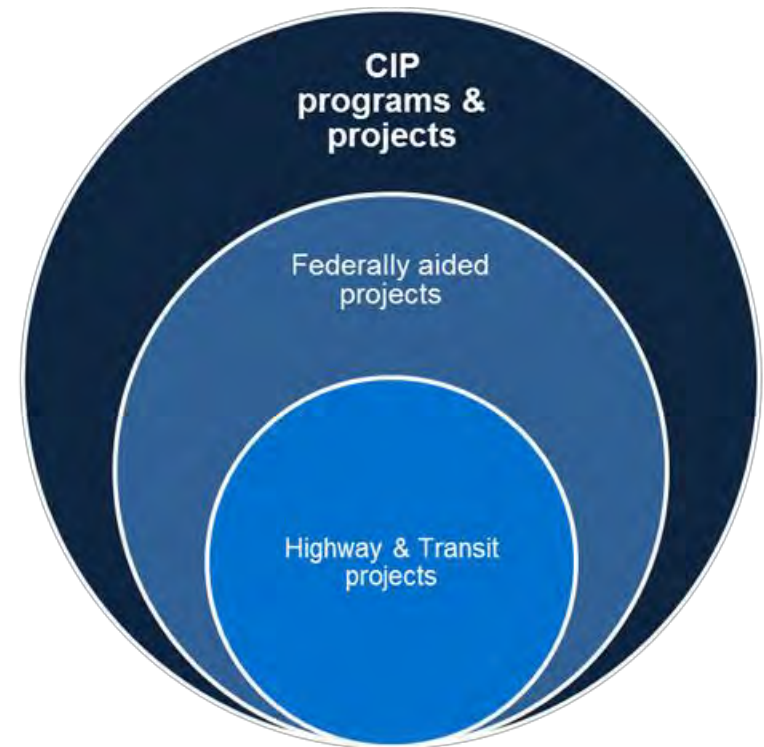 CIP
programs &
projects
Federally aided
projects
Highway & Transit
projects